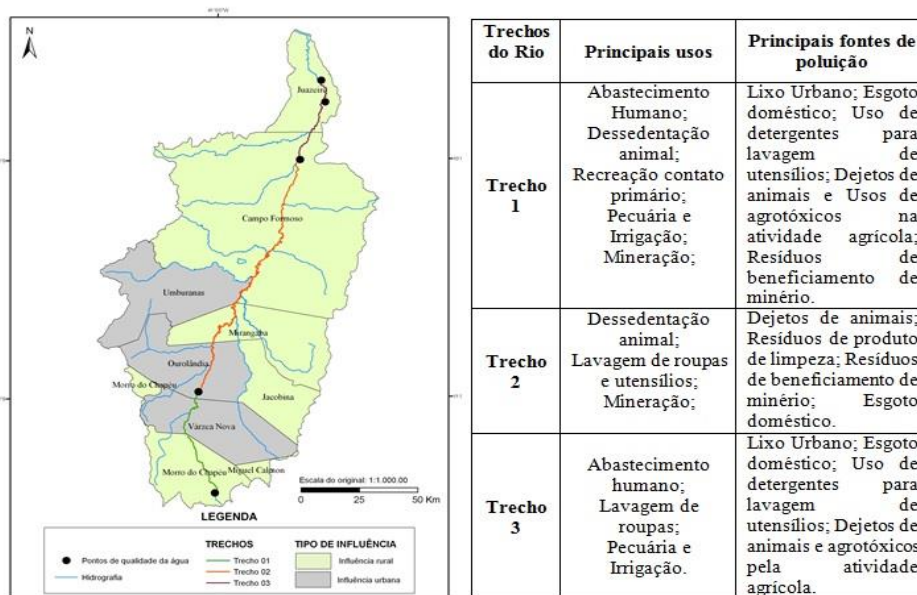 N
Juazeiro
Campo Formoso
Umburanas
Mirangaba
Ourolândia
Morro do Chapéu
Jacobina
Várzea Nova
Morro do Chapéu
Miguel Calmon
Escala do original: 1:1.000.00
0 25 50 Km
LEGENDA
Pontos de qualidade da água
Hidrografia
TRECHOS
Trecho 01
Trecho 02
Trecho 03
TIPO DE INFLUÊNCIA
Influência rural
Influência urbana
Trechos
do Rio
Principais usos
Principais fontes de
poluição
Trecho
1
Abastecimento
Humano;
Dessedentação
animal;
Recreação contato
primário;
Pecuária e
Irrigação;
Mineração;
Lixo Urbano; Esgoto
doméstico; Uso de
detergentes para
lavagem de
utensílios; Dejetos de
animais e Usos de
agrotóxicos na
atividade agrícola;
Resíduos de
beneficiamento de
minério.
Trecho
2
Dessedentação
animal;
Lavagem de roupas
e utensílios;
Mineração;
Dejetos de animais;
Resíduos de produto
de limpeza; Resíduos
de beneficiamento de
minério; Esgoto
doméstico.
Trecho
3
Abastecimento
humano;
Lavagem de
roupas;
Pecuária e
Irrigação.
Lixo Urbano; Esgoto
doméstico; Uso de
detergentes para
lavagem de
utensílios; Dejetos de
animais e agrotóxicos
pela atividade
agrícola.